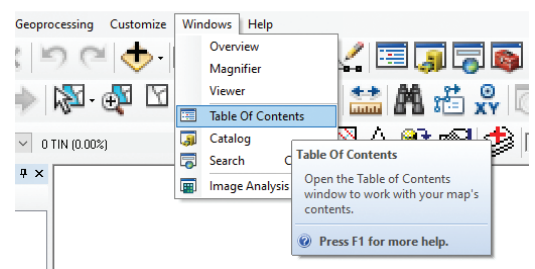 Geoprocessing Customize Windows Help
Overview
Magnifier
Viewer
Table Of Contents
Catalog
Search C
Image Analysis
XY
0 TIN (0.00%)
Table Of Contents
Open the Table of Contents
window to work with your map's
contents.
Press F1 for more help.